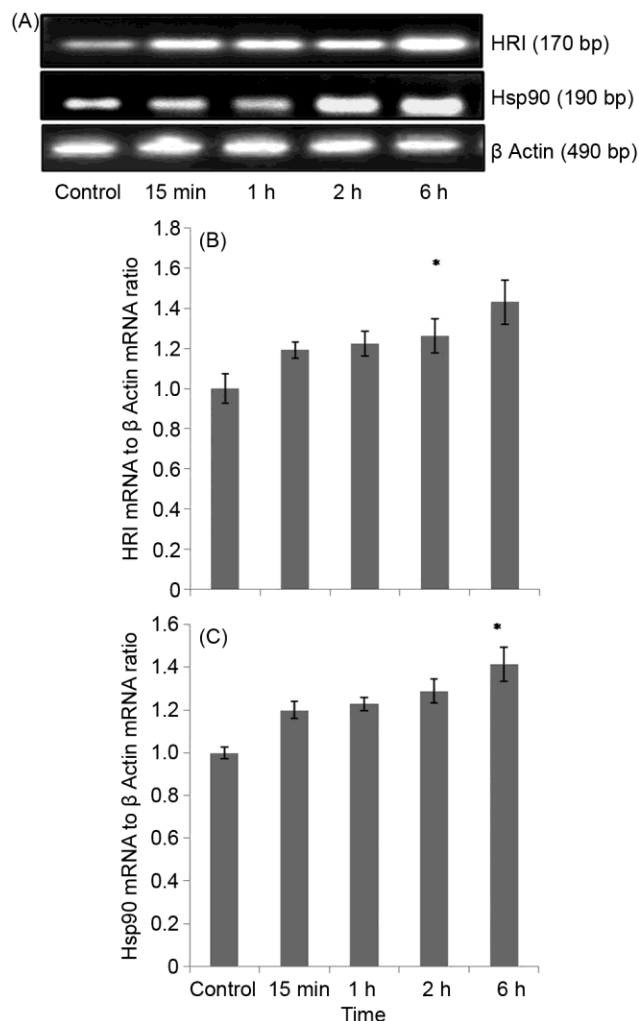 (A)
HRI (170 bp)
Hsp90 (190 bp)
β Actin (490 bp)
Control 15 min 1 h 2 h 6 h
(B)
HRI mRNA to β Actin mRNA ratio
1.8
1.6
1.4
1.2
1.0
0.8
0.6
0.4
0.2
0
*
(C)
Hsp90 mRNA to β Actin mRNA ratio
1.6
1.4
1.2
1.0
0.8
0.6
0.4
0.2
0
*
Control 15 min 1 h 2 h 6 h
Time